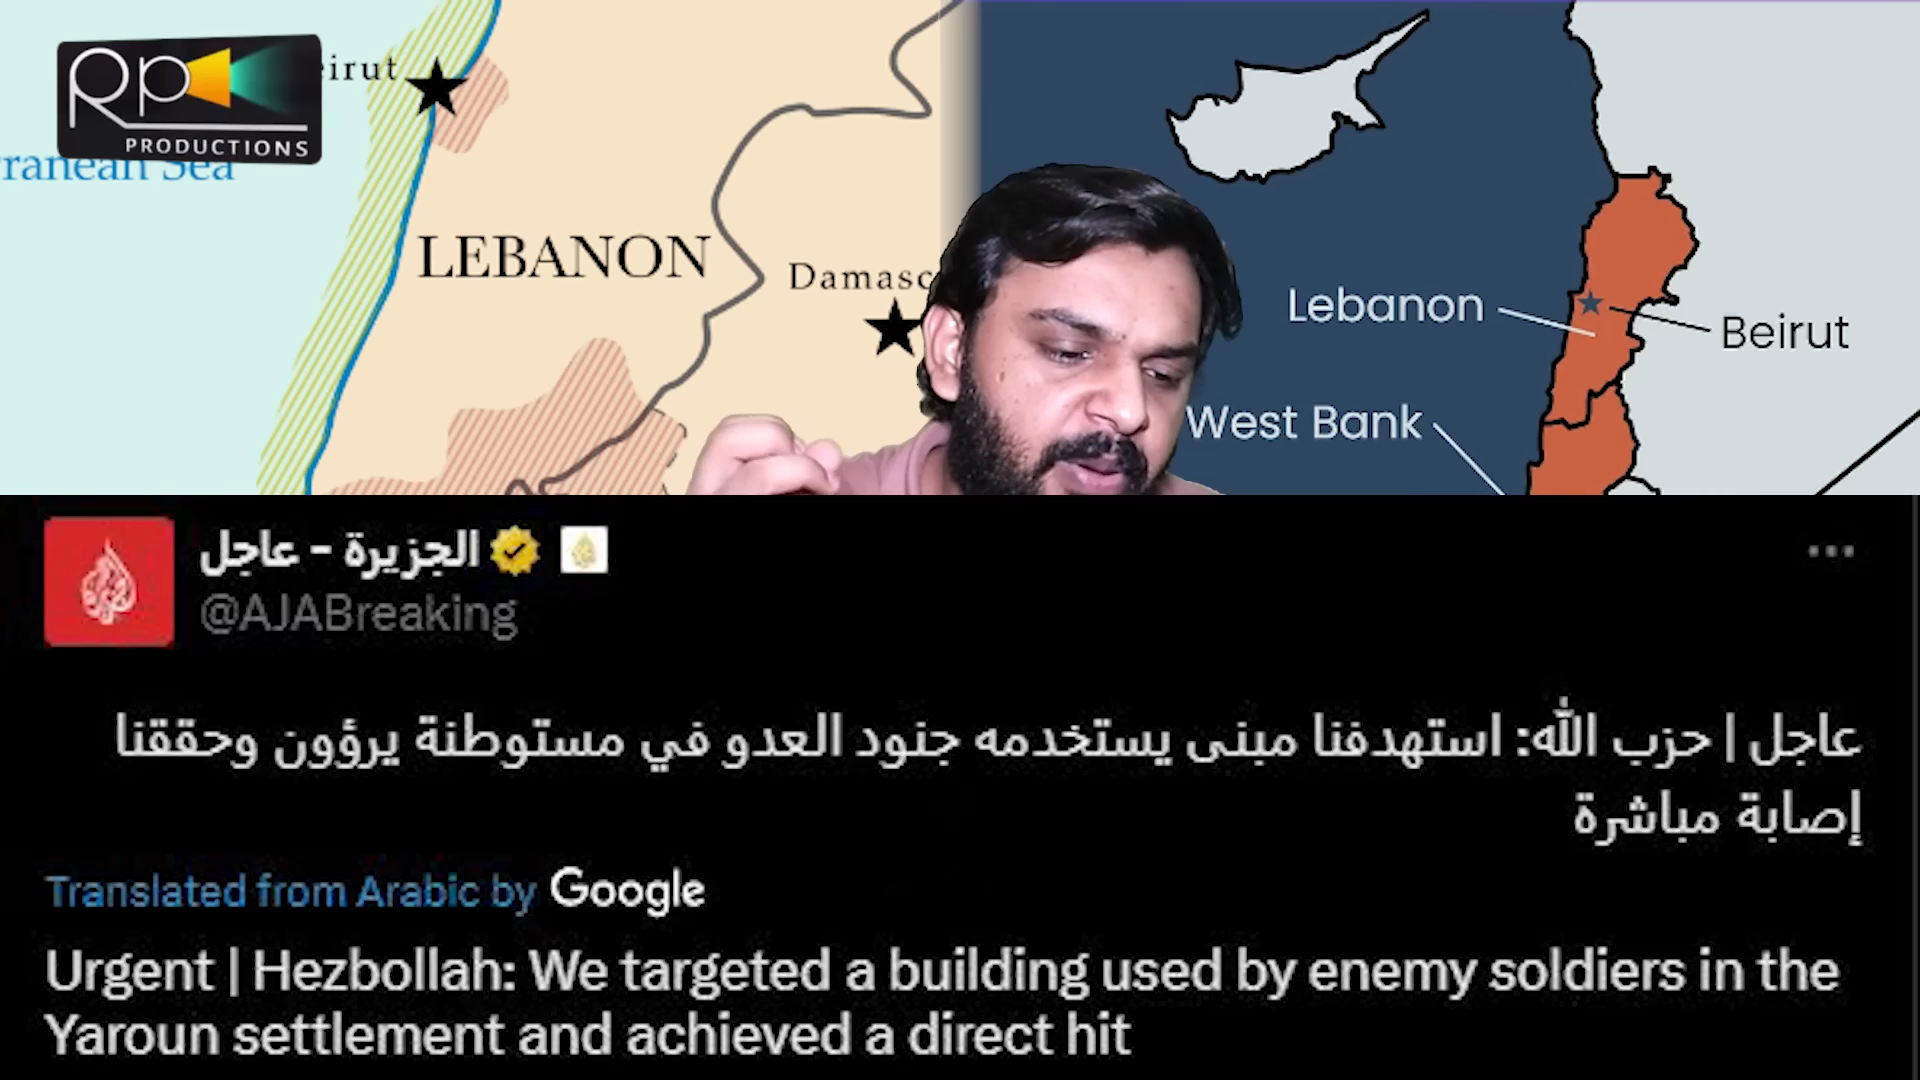 Rp
PRODUCTIONS
eirut
rranean Sea
LEBANON
Damasc
Lebanon
Beirut
West Bank
الجزيرة - عاجل
@AJABreaking
عاجل | حزب الله: استهدفنا مبنى يستخدمه جنود العدو في مستوطنة يرؤون وحققنا
إصابة مباشرة
Translated from Arabic by Google
Urgent | Hezbollah: We targeted a building used by enemy soldiers in the
Yaroun settlement and achieved a direct hit